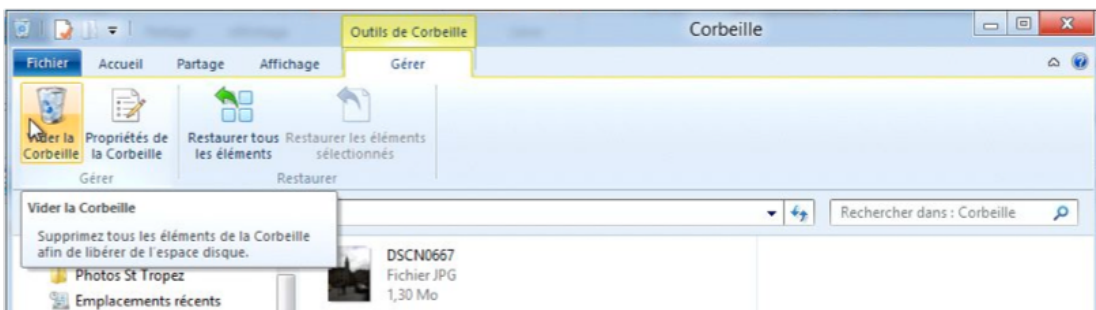 Outils de Corbeille
Corbeille
Fichier Accueil Partage Affichage Gérer
Vider la Corbeille
Propriétés de la Corbeille
Restaurer tous les éléments
Restaurer les éléments sélectionnés
Gérer
Restaurer
Vider la Corbeille
Supprimez tous les éléments de la Corbeille
afin de libérer de l'espace disque.
Rechercher dans : Corbeille
Photos St Tropez
Emplacements récents
DSCN0667
Fichier JPG
1,30 Mo